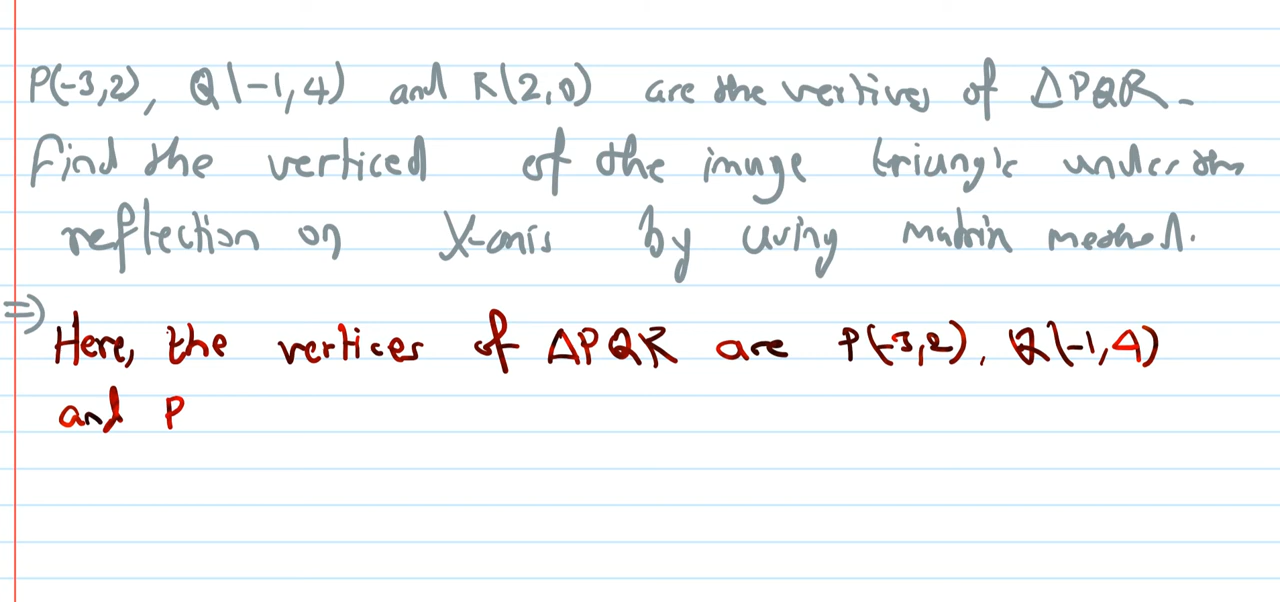 P(-3,2), Q(-1,4) and R(2,0) are the vertives of ΔPQR.
Find the verticed of the image triangle under the
reflection on X-axis by using matrix method.
=>
Here, the vertices of ΔPQR are P(-3,2), Q(-1,4)
and P